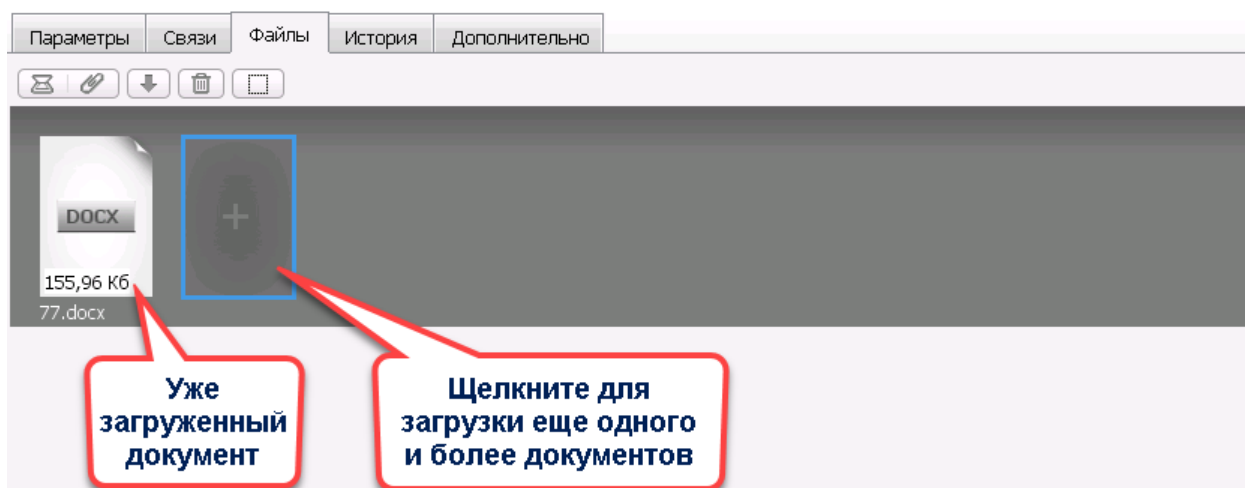 Параметры Связи Файлы История Дополнительно
DOCX
155,96 Кб
77.docx
Уже
загруженный
документ
Щелкните для
загрузки еще одного
и более документов